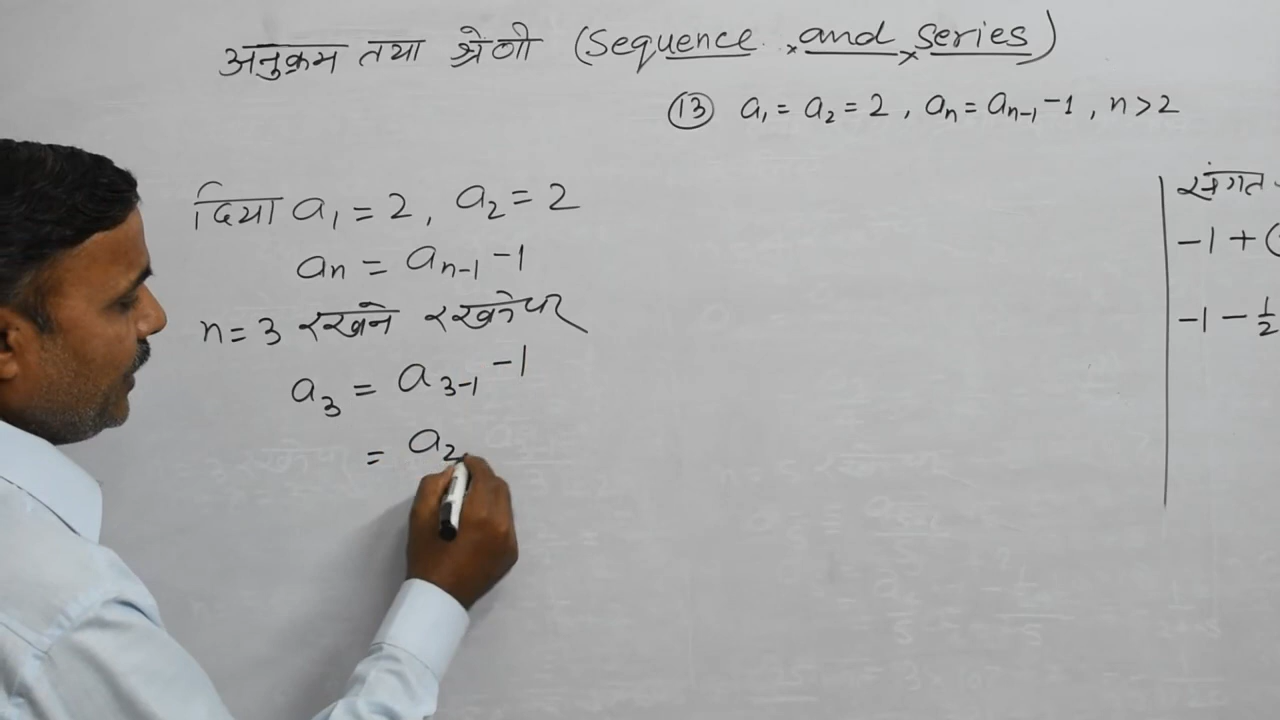 अनुक्रम तथा श्रेणी (Sequence and Series)
(13) a₁ = a₂ = 2 , aₙ = aₙ₋₁ -1 , n > 2
दिया a₁ = 2 , a₂ = 2
aₙ = aₙ₋₁ -1
n = 3 रखने रखने पर
a₃ = a₃₋₁ -1
= a₂
संगत
-1 + (
-1 - 1/2